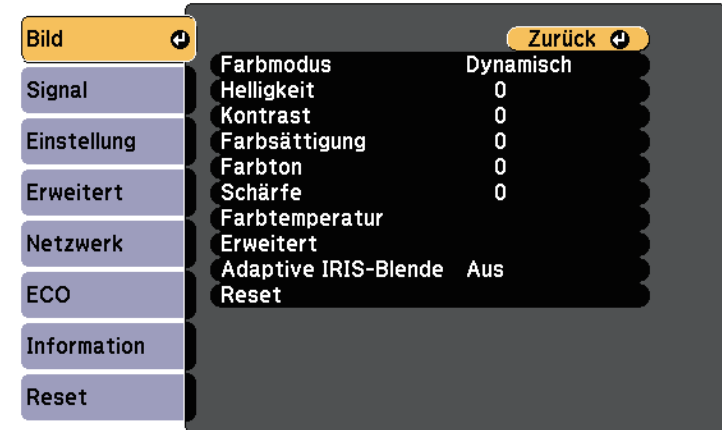 Bild
Signal
Einstellung
Erweitert
Netzwerk
ECO
Information
Reset
Zurück
Farbmodus Dynamisch
Helligkeit 0
Kontrast 0
Farbsättigung 0
Farbton 0
Schärfe 0
Farbtemperatur
Erweitert
Adaptive IRIS-Blende Aus
Reset